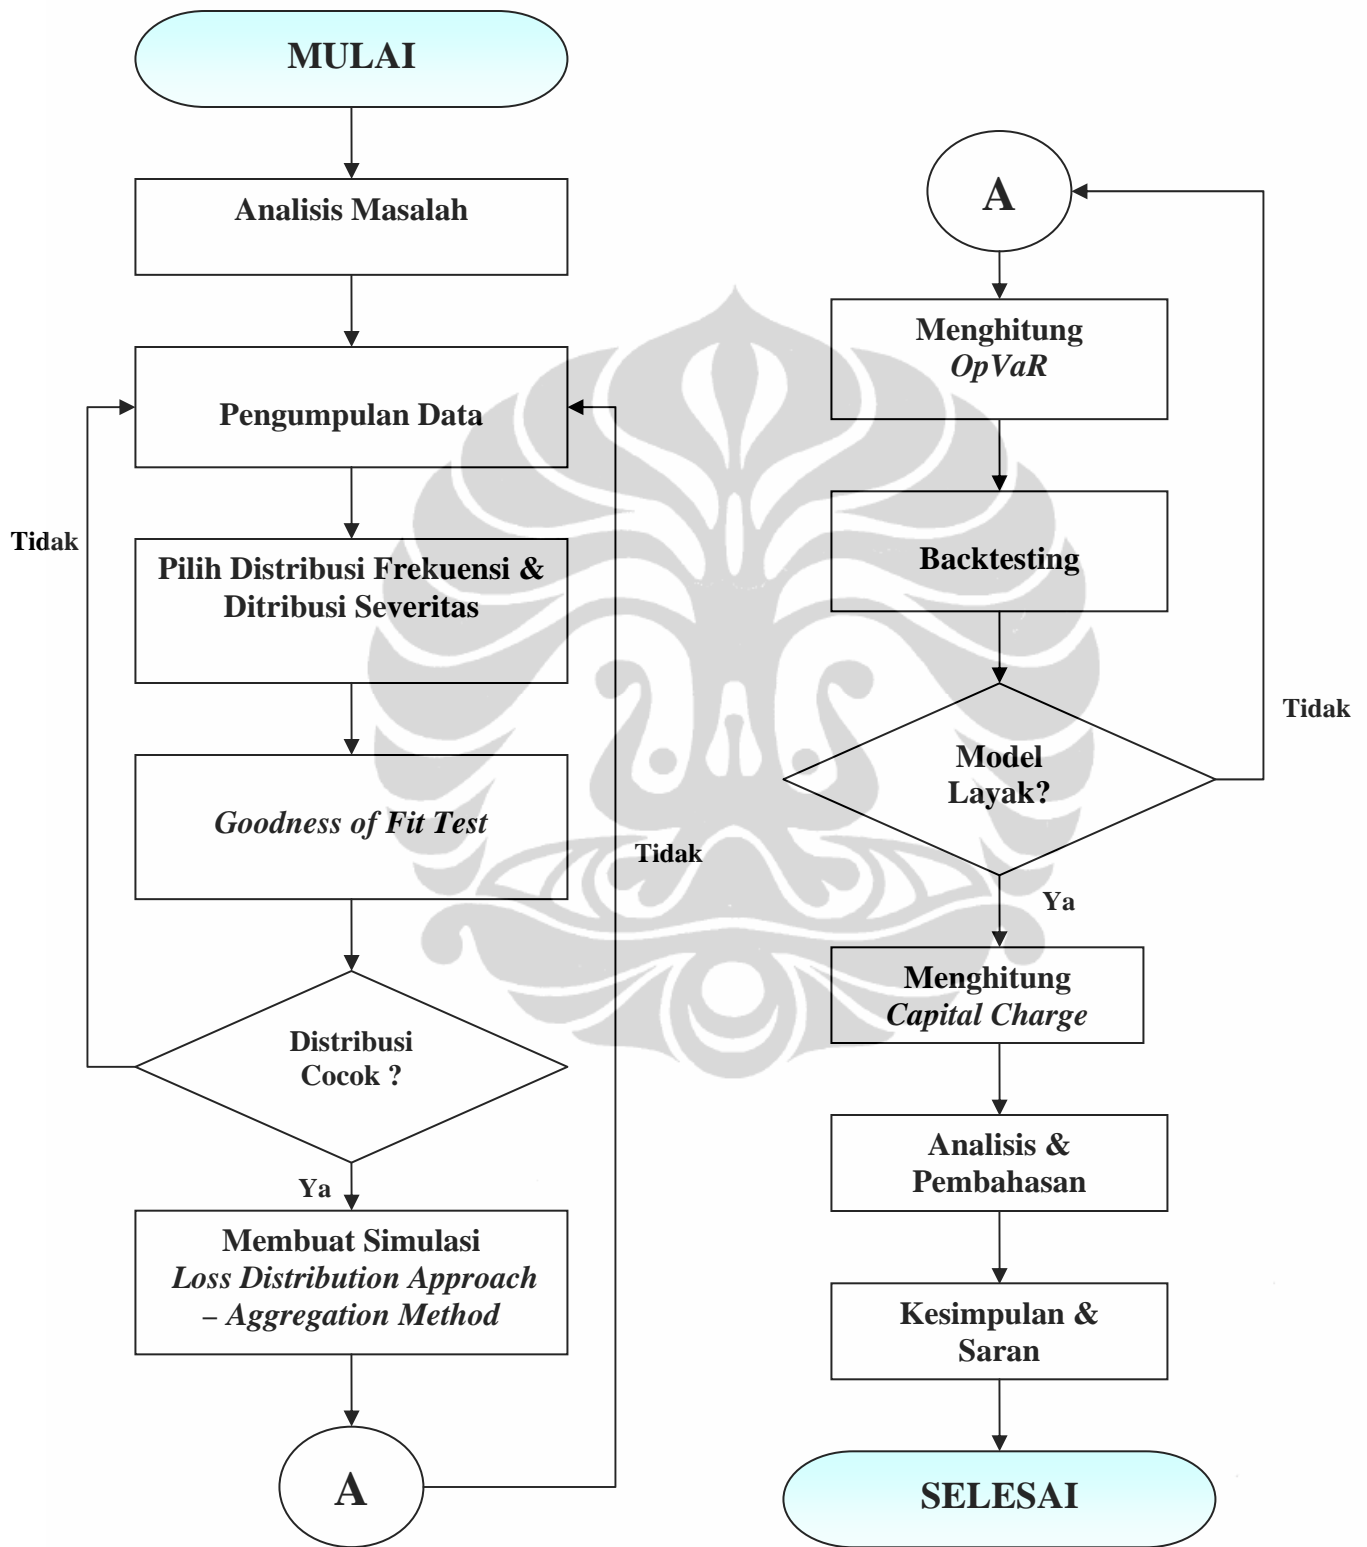 MULAI
Analisis Masalah
Pengumpulan Data
Tidak
Pilih Distribusi Frekuensi &
Ditribusi Severitas
Goodness of Fit Test
Tidak
Distribusi
Cocok ?
Ya
Membuat Simulasi
Loss Distribution Approach
– Aggregation Method
A
A
Menghitung
OpVaR
Backtesting
Tidak
Model
Layak?
Ya
Menghitung
Capital Charge
Analisis &
Pembahasan
Kesimpulan &
Saran
SELESAI